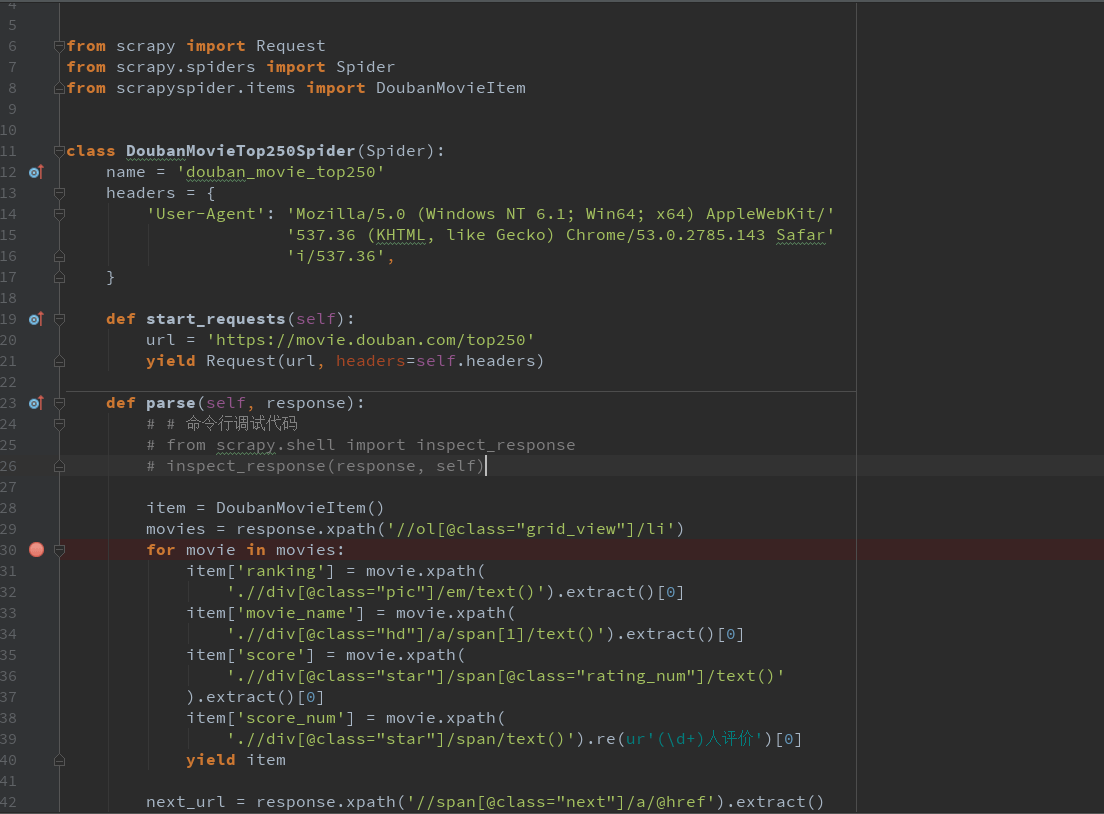 4
5
6 from scrapy import Request
7 from scrapy.spiders import Spider
8 from scrapyspider.items import DoubanMovieItem
9
10
11 class DoubanMovieTop250Spider(Spider):
12 name = 'douban_movie_top250'
13 headers = {
14 'User-Agent': 'Mozilla/5.0 (Windows NT 6.1; Win64; x64) AppleWebKit/'
15 '537.36 (KHTML, like Gecko) Chrome/53.0.2785.143 Safar'
16 'i/537.36',
17 }
18
19 def start_requests(self):
20 url = 'https://movie.douban.com/top250'
21 yield Request(url, headers=self.headers)
22
23 def parse(self, response):
24 # # 命令行调试代码
25 # from scrapy.shell import inspect_response
26 # inspect_response(response, self)
27
28 item = DoubanMovieItem()
29 movies = response.xpath('//ol[@class="grid_view"]/li')
30 for movie in movies:
31 item['ranking'] = movie.xpath(
32 './/div[@class="pic"]/em/text()').extract()[0]
33 item['movie_name'] = movie.xpath(
34 './/div[@class="hd"]/a/span[1]/text()').extract()[0]
35 item['score'] = movie.xpath(
36 './/div[@class="star"]/span[@class="rating_num"]/text()'
37 ).extract()[0]
38 item['score_num'] = movie.xpath(
39 './/div[@class="star"]/span/text()').re(ur'(\d+)人评价')[0]
40 yield item
41
42 next_url = response.xpath('//span[@class="next"]/a/@href').extract()